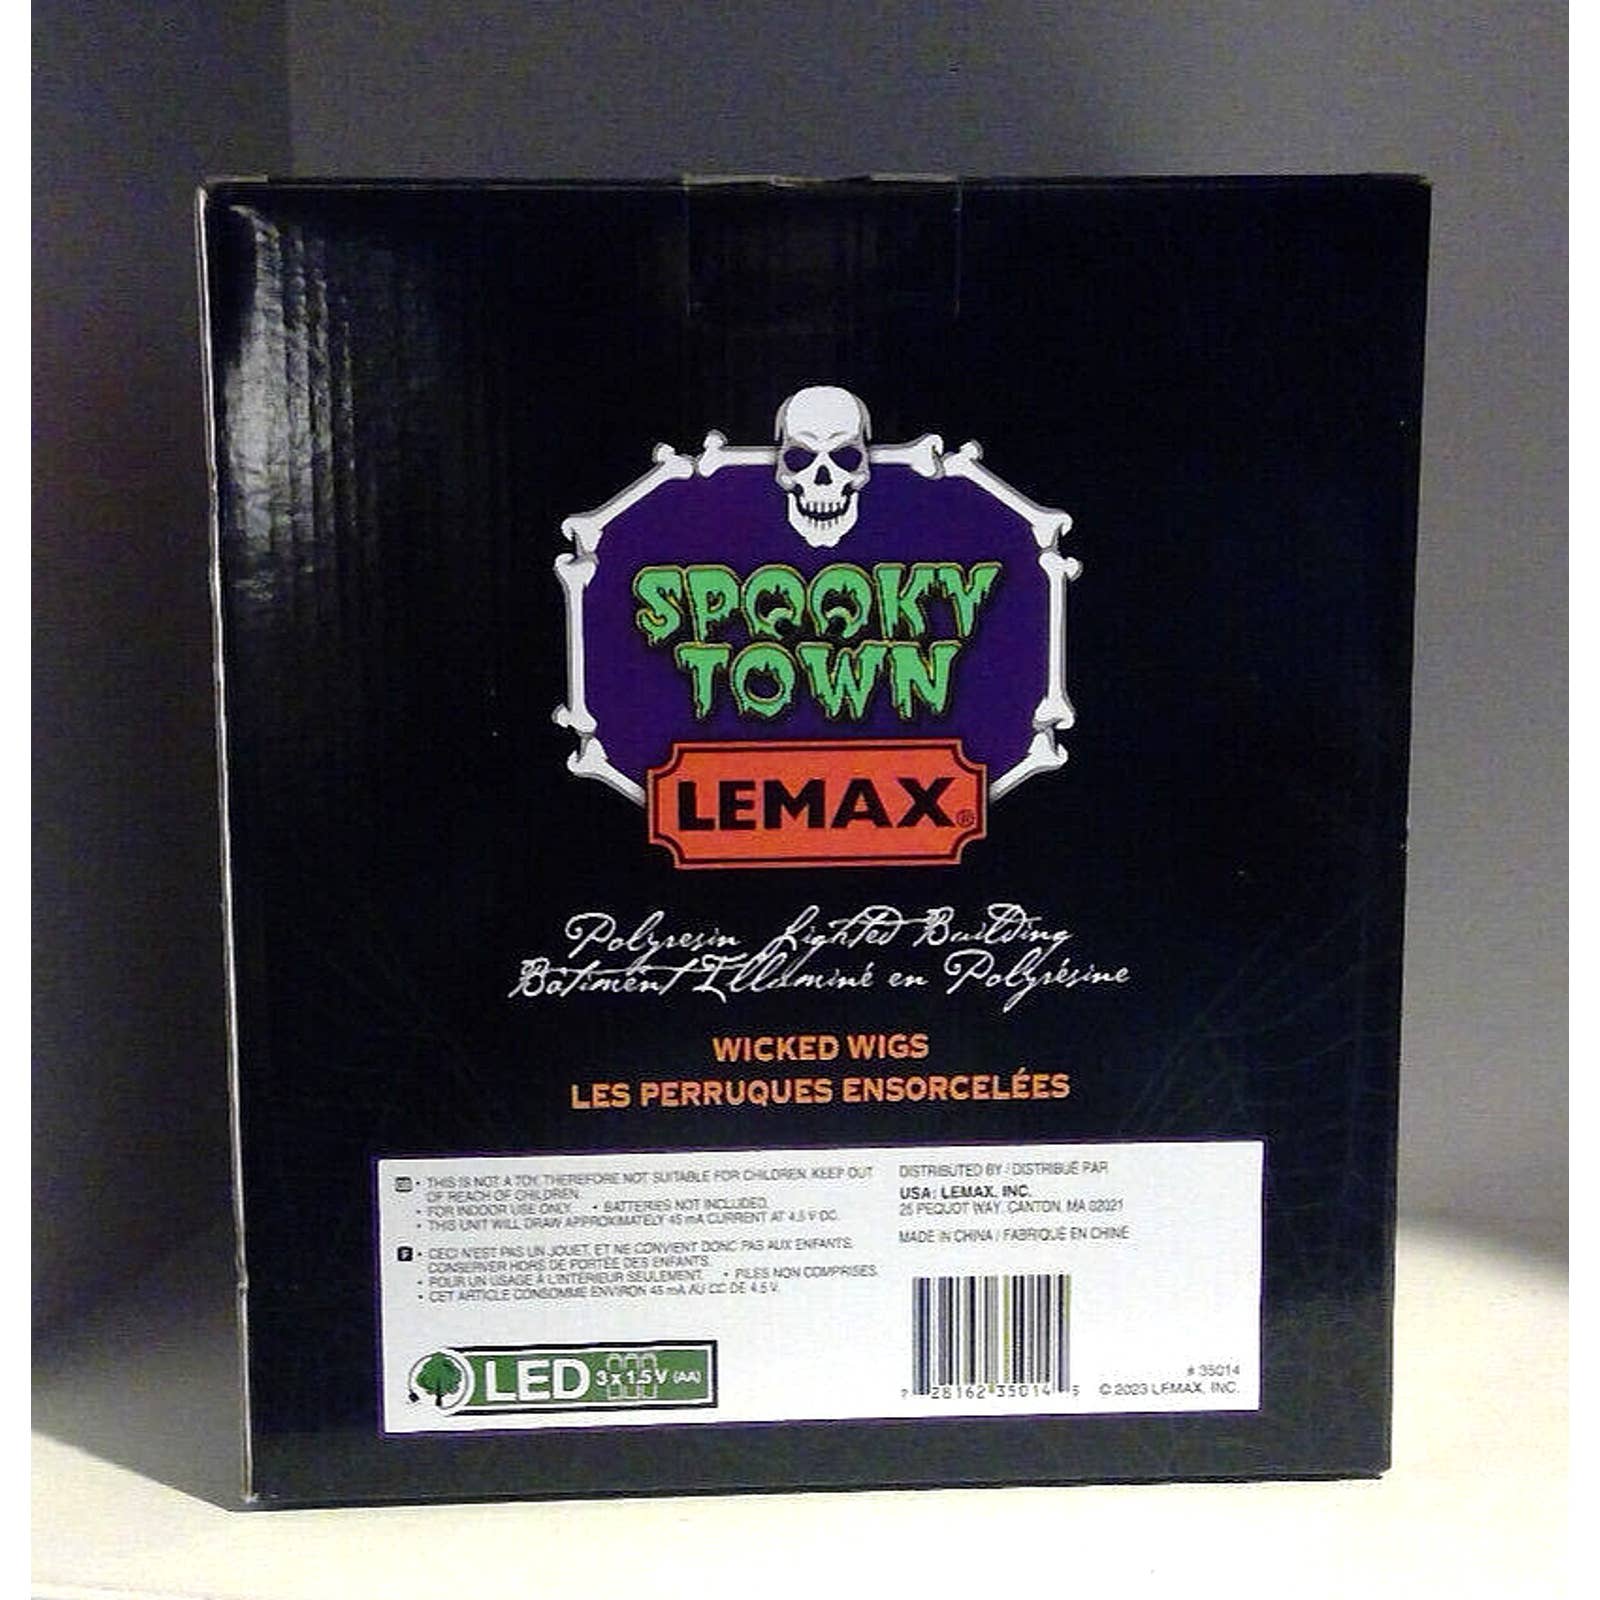 SPOOKY
TOWN
LEMAX®
Polyresin Lighted Building
Bâtiment Illuminé en Polyrésine
WICKED WIGS
LES PERRUQUES ENSORCELÉES
GB • THIS IS NOT A TOY, THEREFORE NOT SUITABLE FOR CHILDREN. KEEP OUT
OF REACH OF CHILDREN.
• FOR INDOOR USE ONLY. • BATTERIES NOT INCLUDED.
• THIS UNIT WILL DRAW APPROXIMATELY 45 mA CURRENT AT 4.5 V DC.
F • CECI N'EST PAS UN JOUET, ET NE CONVIENT DONC PAS AUX ENFANTS.
CONSERVER HORS DE PORTÉE DES ENFANTS.
• POUR UN USAGE À L'INTÉRIEUR SEULEMENT. • PILES NON COMPRISES.
• CET ARTICLE CONSOMME ENVIRON 45 mA AU CC DE 4.5 V.
LED 3 x 1.5 V (AA)
DISTRIBUTED BY / DISTRIBUÉ PAR
USA: LEMAX, INC.
25 PEQUOT WAY, CANTON, MA 02021
MADE IN CHINA / FABRIQUÉ EN CHINE
28162 35014 5
# 35014
© 2023 LEMAX, INC.